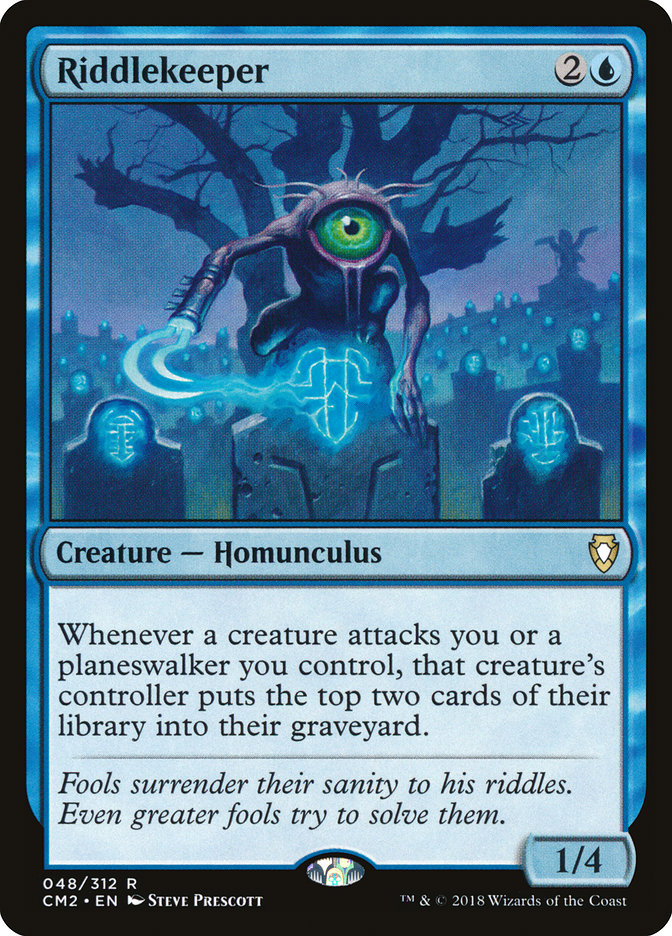 Riddlekeeper 2
Creature — Homunculus
Whenever a creature attacks you or a
planeswalker you control, that creature's
controller puts the top two cards of their
library into their graveyard.
Fools surrender their sanity to his riddles.
Even greater fools try to solve them.
1/4
048/312 R
CM2 • EN Steve Prescott
™ & © 2018 Wizards of the Coast